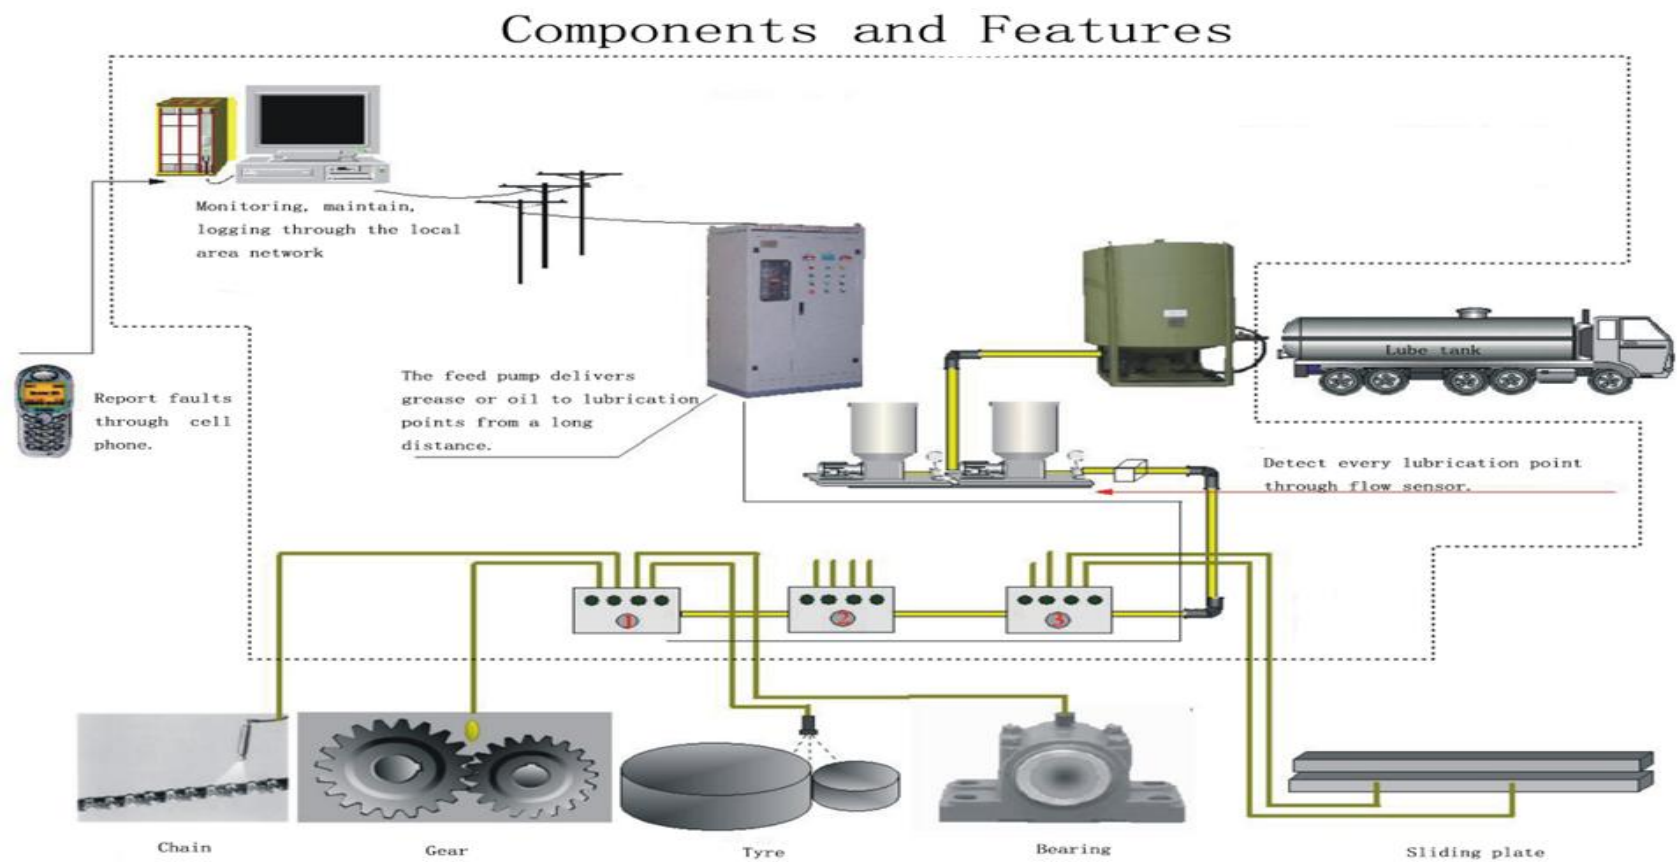 Components and Features
Monitoring, maintain,
logging through the local
area network
Report faults
through cell
phone.
The feed pump delivers
grease or oil to lubrication
points from a long
distance.
Lube tank
Detect every lubrication point
through flow sensor.
1
2
3
Chain
Gear
Tyre
Bearing
Sliding plate